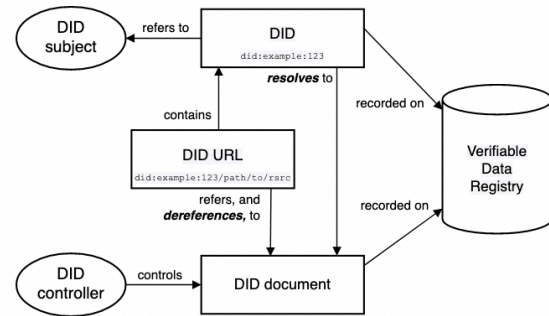 DID
subject
refers to
DID
did:example:123
resolves to
recorded on
contains
DID URL
did:example:123/path/to/rsrc
Verifiable
Data
Registry
refers, and
dereferences, to
recorded on
DID
controller
controls
DID document